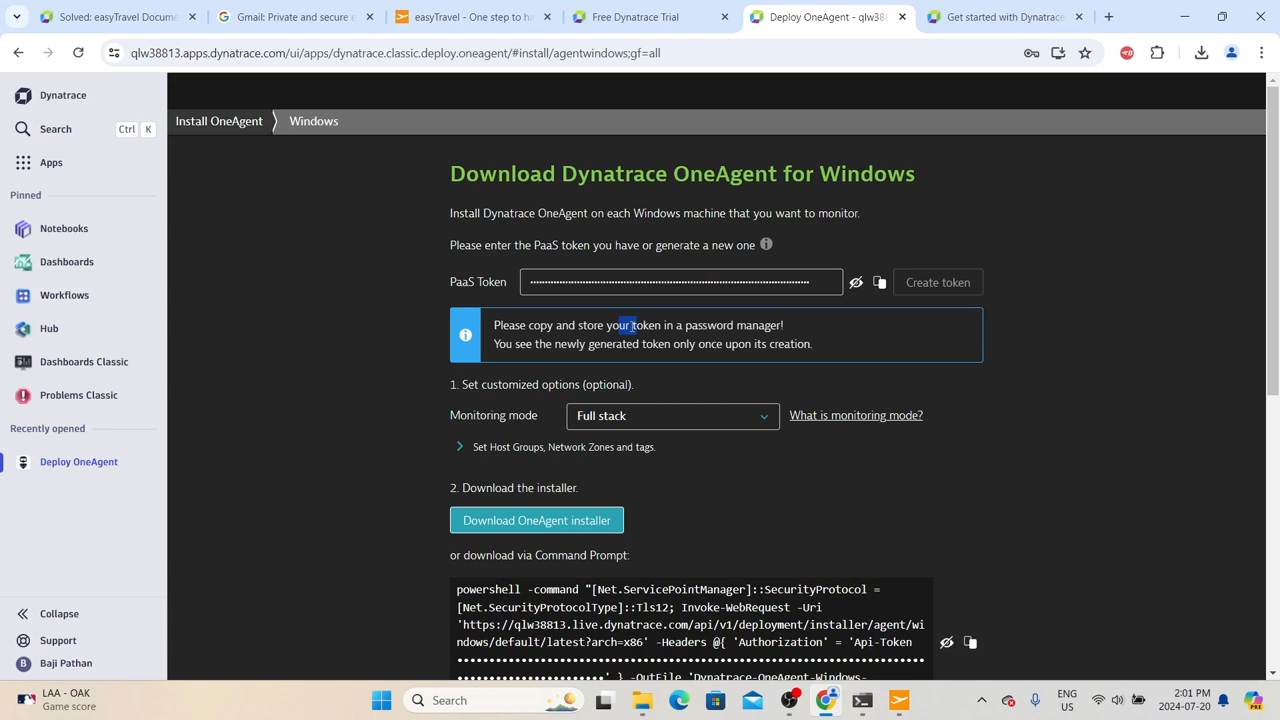 Solved: easyTravel Docume
Gmail: Private and secure e
easyTravel - One step to ha
Free Dynatrace Trial
Deploy OneAgent - qlw38
Get started with Dynatrace
qlw38813.apps.dynatrace.com/ui/apps/dynatrace.classic.deploy.oneagent/#install/agentwindows;gf=all
Dynatrace
Search Ctrl K
Apps
Pinned
Notebooks
Dashboards
Workflows
Hub
Dashboards Classic
Problems Classic
Recently opened
Deploy OneAgent
Collapse
Support
B Baji Pathan
Install OneAgent Windows
Download Dynatrace OneAgent for Windows
Install Dynatrace OneAgent on each Windows machine that you want to monitor.
Please enter the PaaS token you have or generate a new one
PaaS Token Create token
Please copy and store your token in a password manager!
You see the newly generated token only once upon its creation.
1. Set customized options (optional).
Monitoring mode Full stack What is monitoring mode?
Set Host Groups, Network Zones and tags.
2. Download the installer.
Download OneAgent installer
or download via Command Prompt:
powershell -command "[Net.ServicePointManager]::SecurityProtocol =
[Net.SecurityProtocolType]::Tls12; Invoke-WebRequest -Uri
'https://qlw38813.live.dynatrace.com/api/v1/deployment/installer/agent/wi
ndows/default/latest?arch=x86' -Headers @{ 'Authorization' = 'Api-Token
' } -OutFile 'Dynatrace-OneAgent-Windows-
LAA - OAK
Game score
Search
ENG
US
2:01 PM
2024-07-20